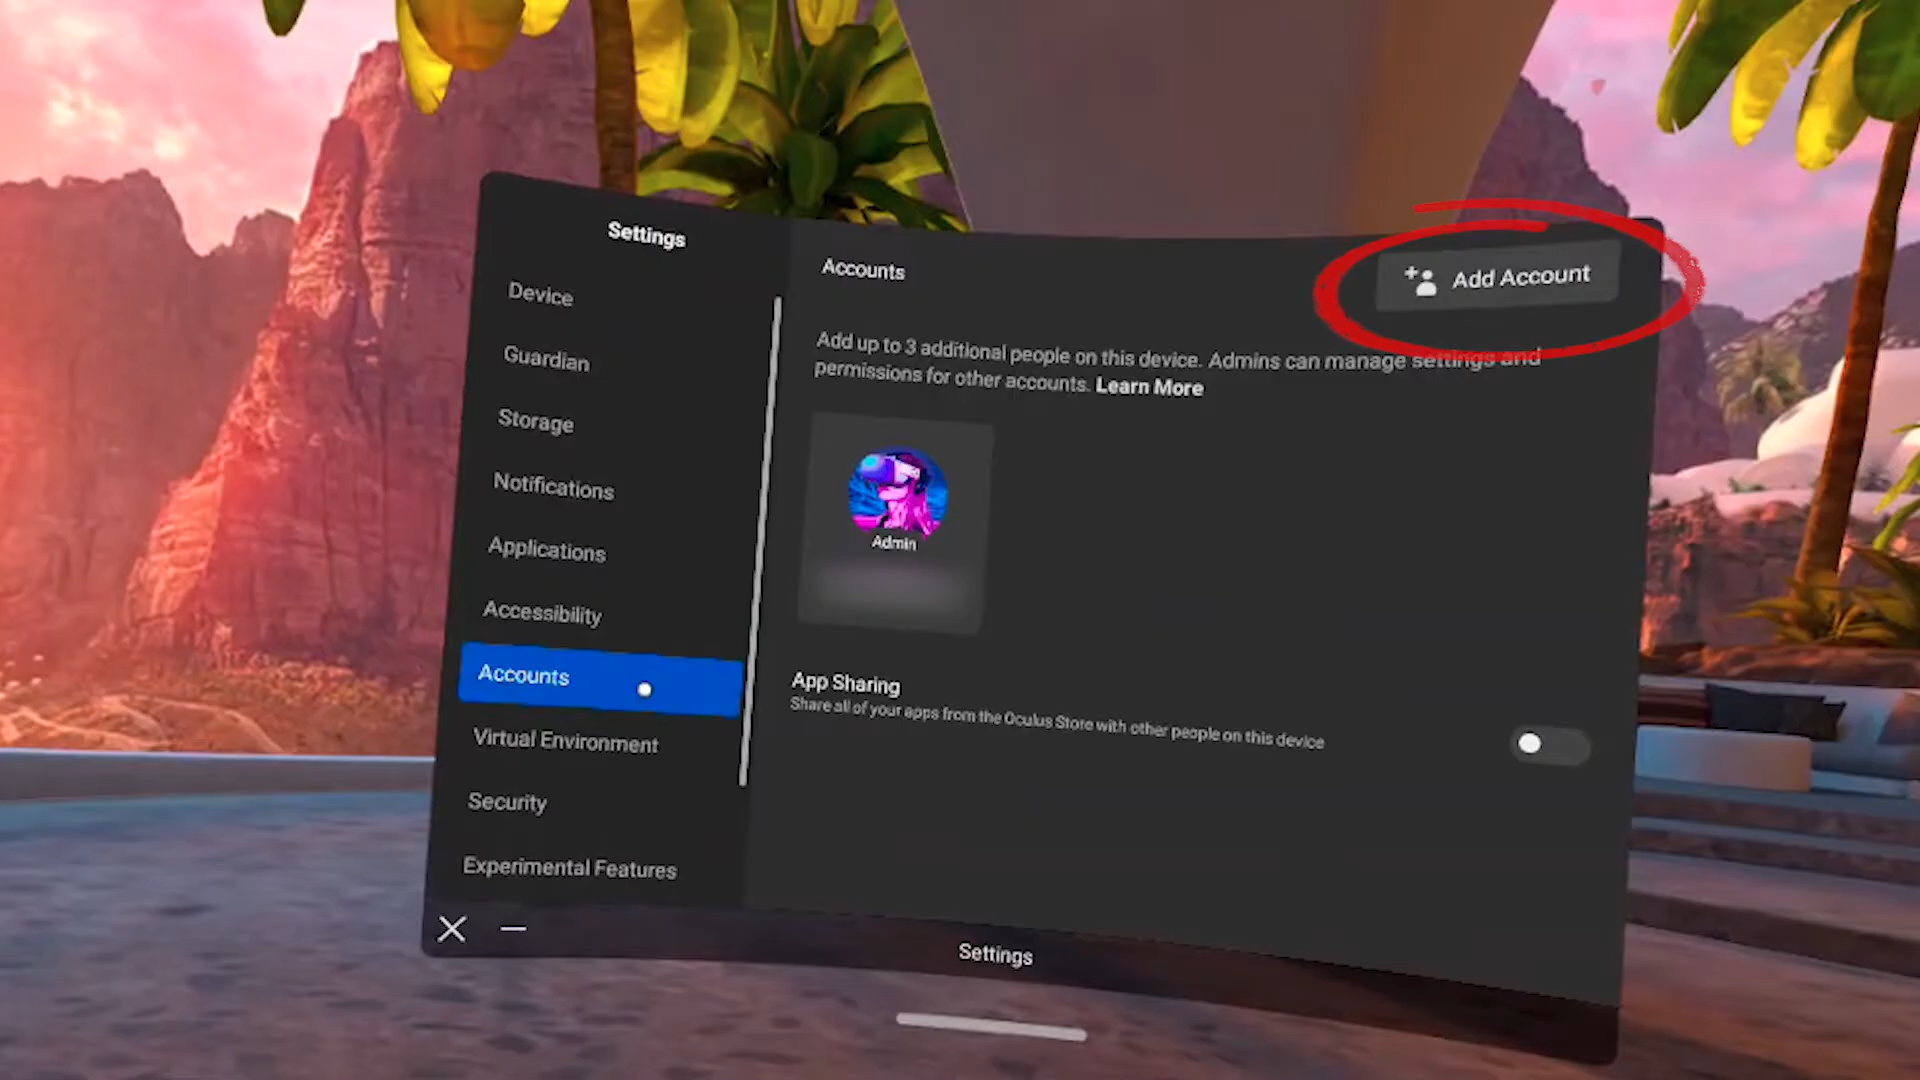 Settings
Device
Guardian
Storage
Notifications
Applications
Accessibility
Accounts
Virtual Environment
Security
Experimental Features
Accounts
Add Account
Add up to 3 additional people on this device. Admins can manage settings and
permissions for other accounts. Learn More
Admin
App Sharing
Share all of your apps from the Oculus Store with other people on this device
Settings